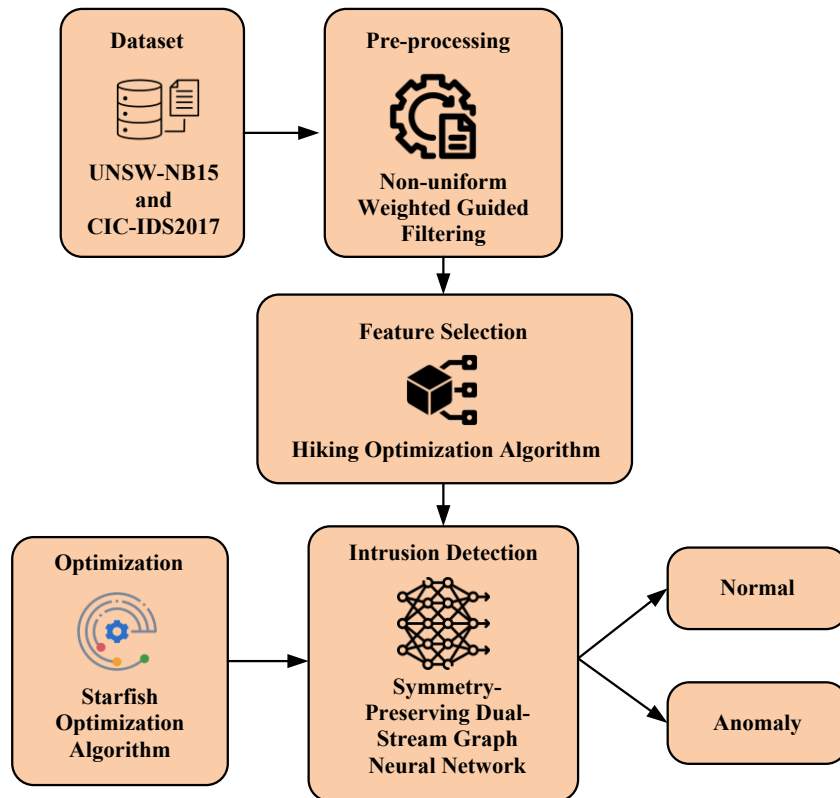 Dataset
UNSW-NB15
and
CIC-IDS2017
Pre-processing
Non-uniform
Weighted Guided
Filtering
Feature Selection
Hiking Optimization Algorithm
Optimization
Starfish
Optimization
Algorithm
Intrusion Detection
Symmetry-
Preserving Dual-
Stream Graph
Neural Network
Normal
Anomaly